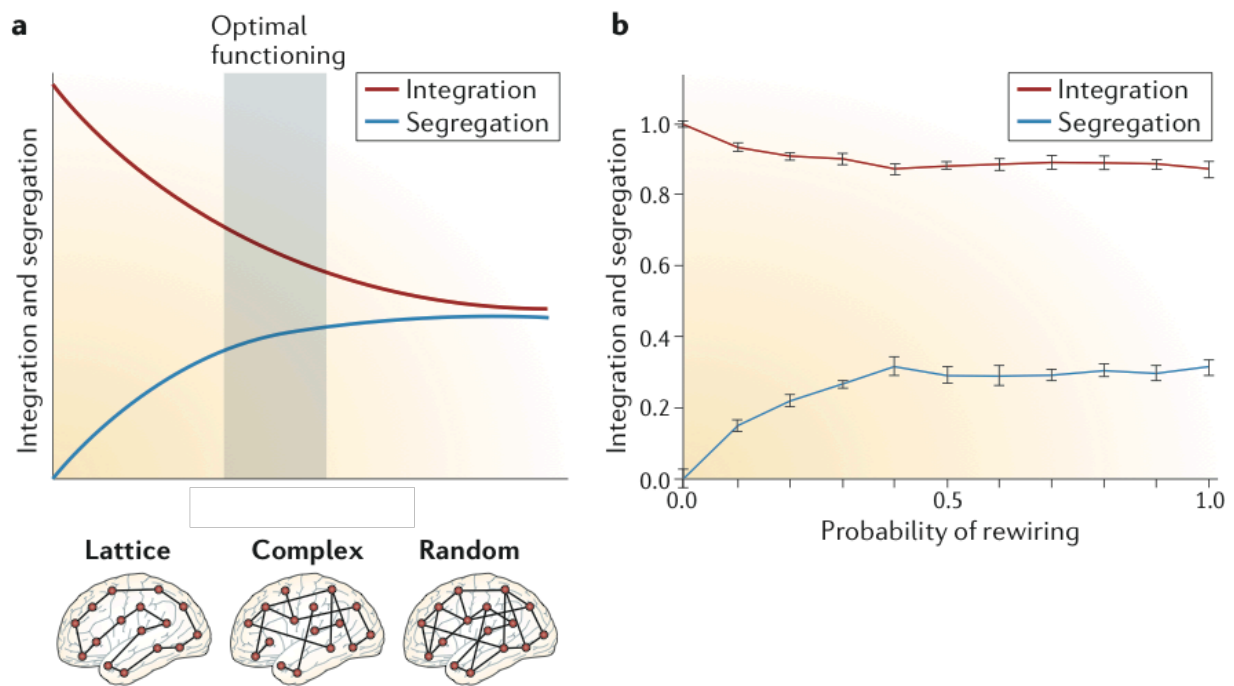 a
Optimal
functioning
Integration
Segregation
Integration and segregation
Lattice
Complex
Random
b
Integration
Segregation
Integration and segregation
1.0
0.8
0.6
0.4
0.2
0.0
0.0
0.5
1.0
Probability of rewiring